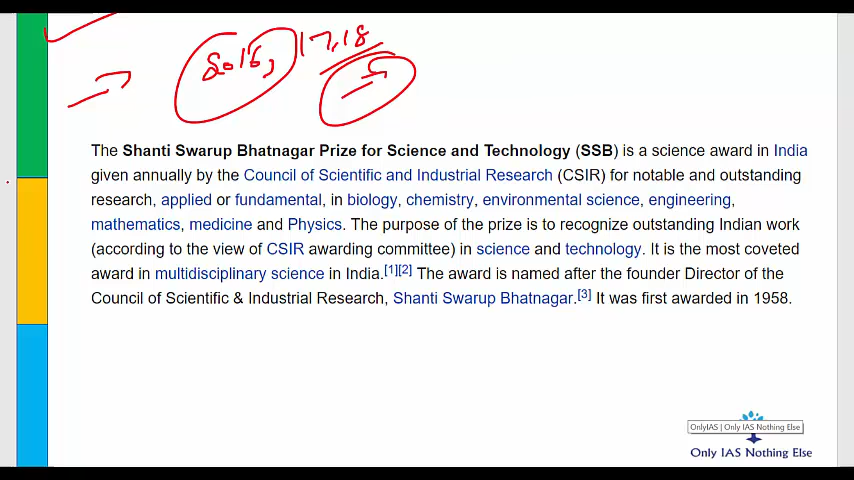 2016, 17, 18
The Shanti Swarup Bhatnagar Prize for Science and Technology (SSB) is a science award in India
given annually by the Council of Scientific and Industrial Research (CSIR) for notable and outstanding
research, applied or fundamental, in biology, chemistry, environmental science, engineering,
mathematics, medicine and Physics. The purpose of the prize is to recognize outstanding Indian work
(according to the view of CSIR awarding committee) in science and technology. It is the most coveted
award in multidisciplinary science in India.[1][2] The award is named after the founder Director of the
Council of Scientific & Industrial Research, Shanti Swarup Bhatnagar.[3] It was first awarded in 1958.
OnlyIAS | Only IAS Nothing Else
Only IAS Nothing Else